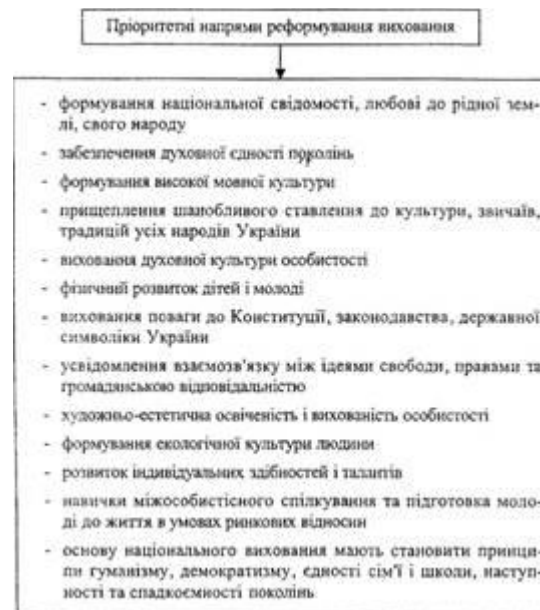 Пріоритетні напрями реформування виховання
- формування національної свідомості, любові до рідної зем-
лі, свого народу
- забезпечення духовної єдності поколінь
- формування високої мовної культури
- прищеплення шанобливого ставлення до культури, звичаїв,
традицій усіх народів України
- виховання духовної культури особистості
- фізичний розвиток дітей і молоді
- виховання поваги до Конституції, законодавства, державної
символіки України
- усвідомлення взаємозв'язку між ідеями свободи, правами та
громадянською відповідальністю
- художньо-естетична освіченість і вихованість особистості
- формування екологічної культури людини
- розвиток індивідуальних здібностей і талантів
- навички міжособистісного спілкування та підготовка моло-
ді до життя в умовах ринкових відносин
- основу національного виховання мають становити принци-
пи гуманізму, демократизму, єдності сім'ї і школи, наступ-
ності та спадкоємності поколінь